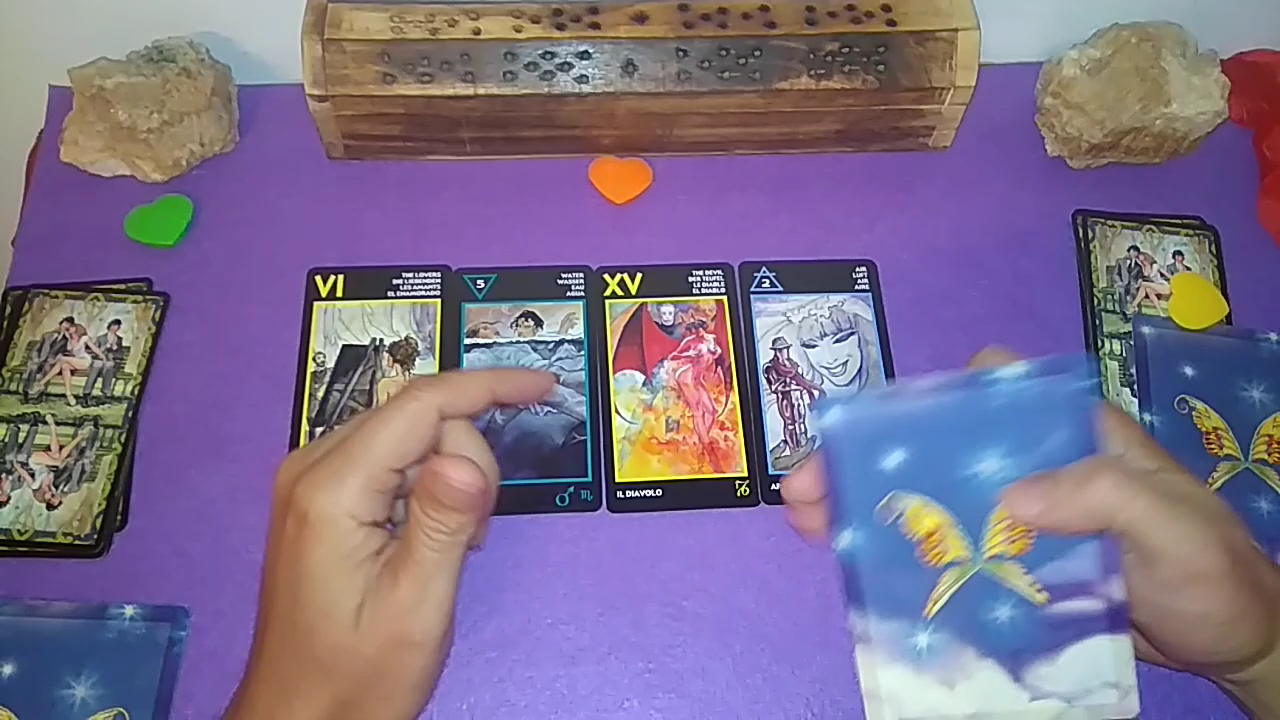 VI
THE LOVERS
DIE LIEBENDEN
LES AMANTS
EL ENAMORADO
5
WATER
WASSER
EAU
AGUA
XV
THE DEVIL
DER TEUFEL
LE DIABLE
EL DIABLO
IL DIAVOLO
2
AIR
LUFT
AIR
AIRE